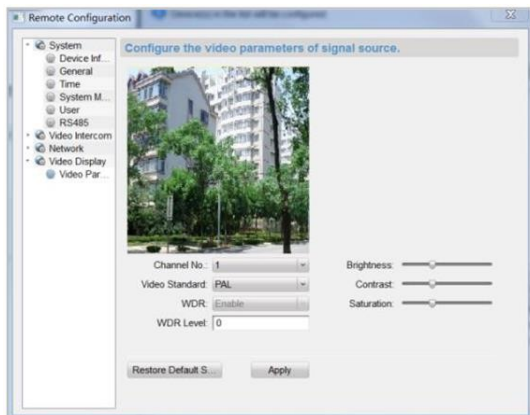 Remote Configuration
System
Device Inf...
General
Time
System M...
User
RS485
Video Intercom
Network
Video Display
Video Par...
Configure the video parameters of signal source.
Channel No.: 1
Video Standard: PAL
WDR: Enable
WDR Level: 0
Brightness:
Contrast:
Saturation:
Restore Default S...
Apply